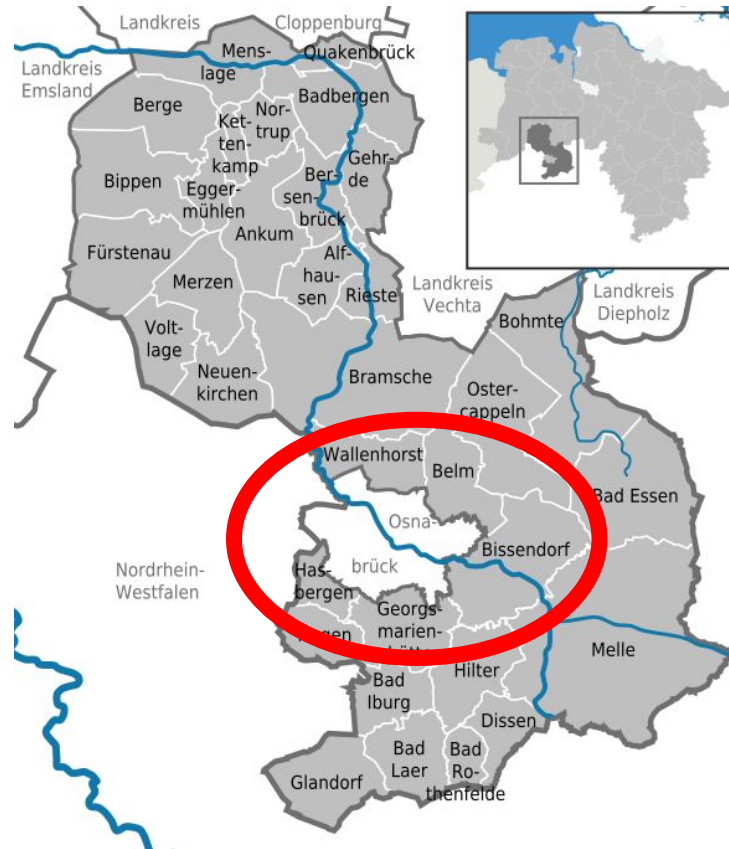 Landkreis
Cloppenburg
Landkreis
Emsland
Mens-
lage
Quakenbrück
Berge
Badbergen
Nor-
trup
Ket-
ten-
kamp
Gehr-
de
Bippen
Ber-
sen-
brück
Egger-
mühlen
Ankum
Fürstenau
Alf-
hau-
sen
Merzen
Rieste
Landkreis
Vechta
Landkreis
Diepholz
Bohmte
Volt-
lage
Neuen-
kirchen
Bramsche
Oster-
cappeln
Wallenhorst
Belm
Bad Essen
Osna-
brück
Bissendorf
Nordrhein-
Westfalen
Has-
bergen
Georgs-
marien-
hütte
Melle
Hilter
Bad
Iburg
Dissen
Bad
Laer
Bad
Ro-
thenfelde
Glandorf